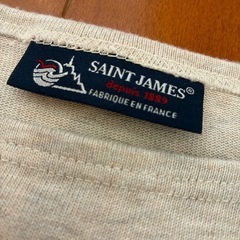 SAINT JAMES®
depuis 1889
FABRIQUE EN FRANCE